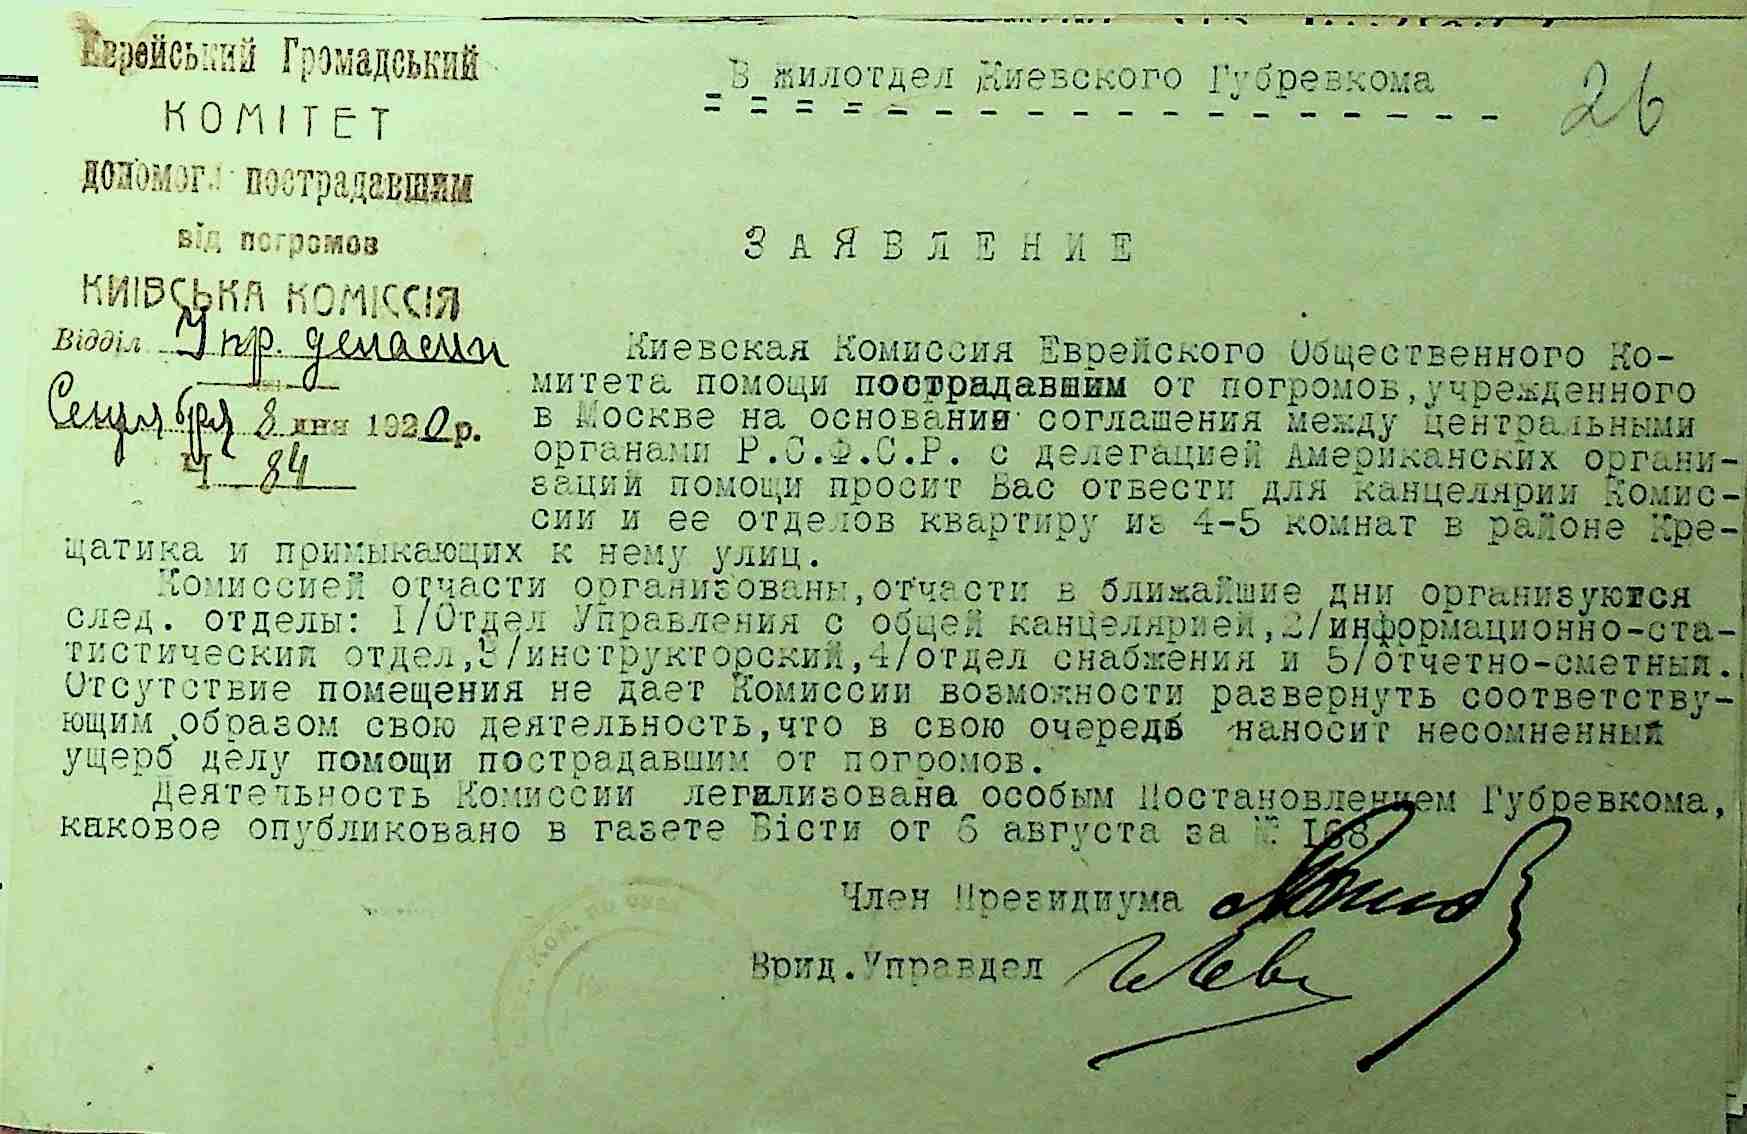 Еврейський Громадський
КОМІТЕТ
допомоги пострадавшим
від погромов
КИІВСЬКА КОМІССІЯ
Відділ Упр. делами
Сентября 8 дня 1920 р.
Ч 84
В жилотдел Киевского Губревкома
26
ЗАЯВЛЕНИЕ
Киевская Комиссия Еврейского Общественного Ко-
митета помощи пострадавшим от погромов, учрежденного
в Москве на основании соглашения между центральными
органами Р.С.Ф.С.Р. с делегацией Американских органи-
заций помощи просит Вас отвести для канцелярии Комис-
сии и ее отделов квартиру из 4-5 комнат в районе Кре-
щатика и примыкающих к нему улиц.
Комиссией отчасти организованы, отчасти в ближайшие дни организуются
след. отделы: 1/Отдел Управления с общей канцелярией, 2/информационно-ста-
тистический отдел, 3/инструкторский, 4/отдел снабжения и 5/отчетно-сметный.
Отсутствие помещения не дает Комиссии возможности развернуть соответству-
ющим образом свою деятельность, что в свою очередь наносит несомненный
ущерб делу помощи пострадавшим от погромов.
Деятельность Комиссии легализована особым Постановлением Губревкома,
каковое опубликовано в газете Вісти от 6 августа за № 168
Член Президиума
Врид. Управдел